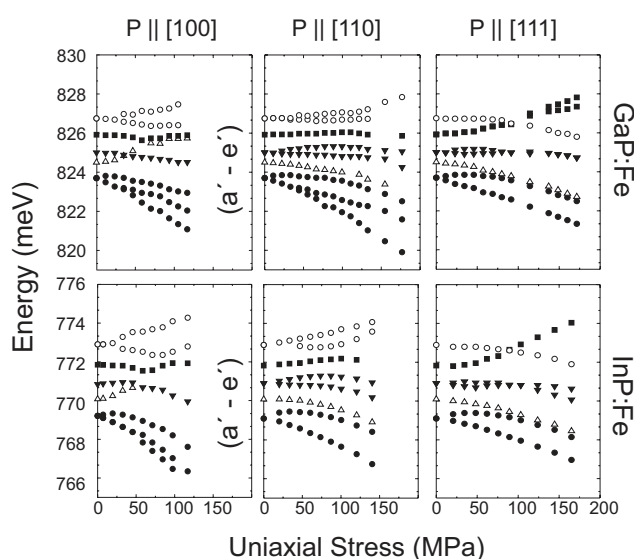 P || [100] P || [110] P || [111]
830
828
826
824
822
820
Energy (meV)
(a´ - e´)
GaP:Fe
776
774
772
770
768
766
(a´ - e´)
InP:Fe
0 50 100 150 0 50 100 150 0 50 100 150 200
Uniaxial Stress (MPa)